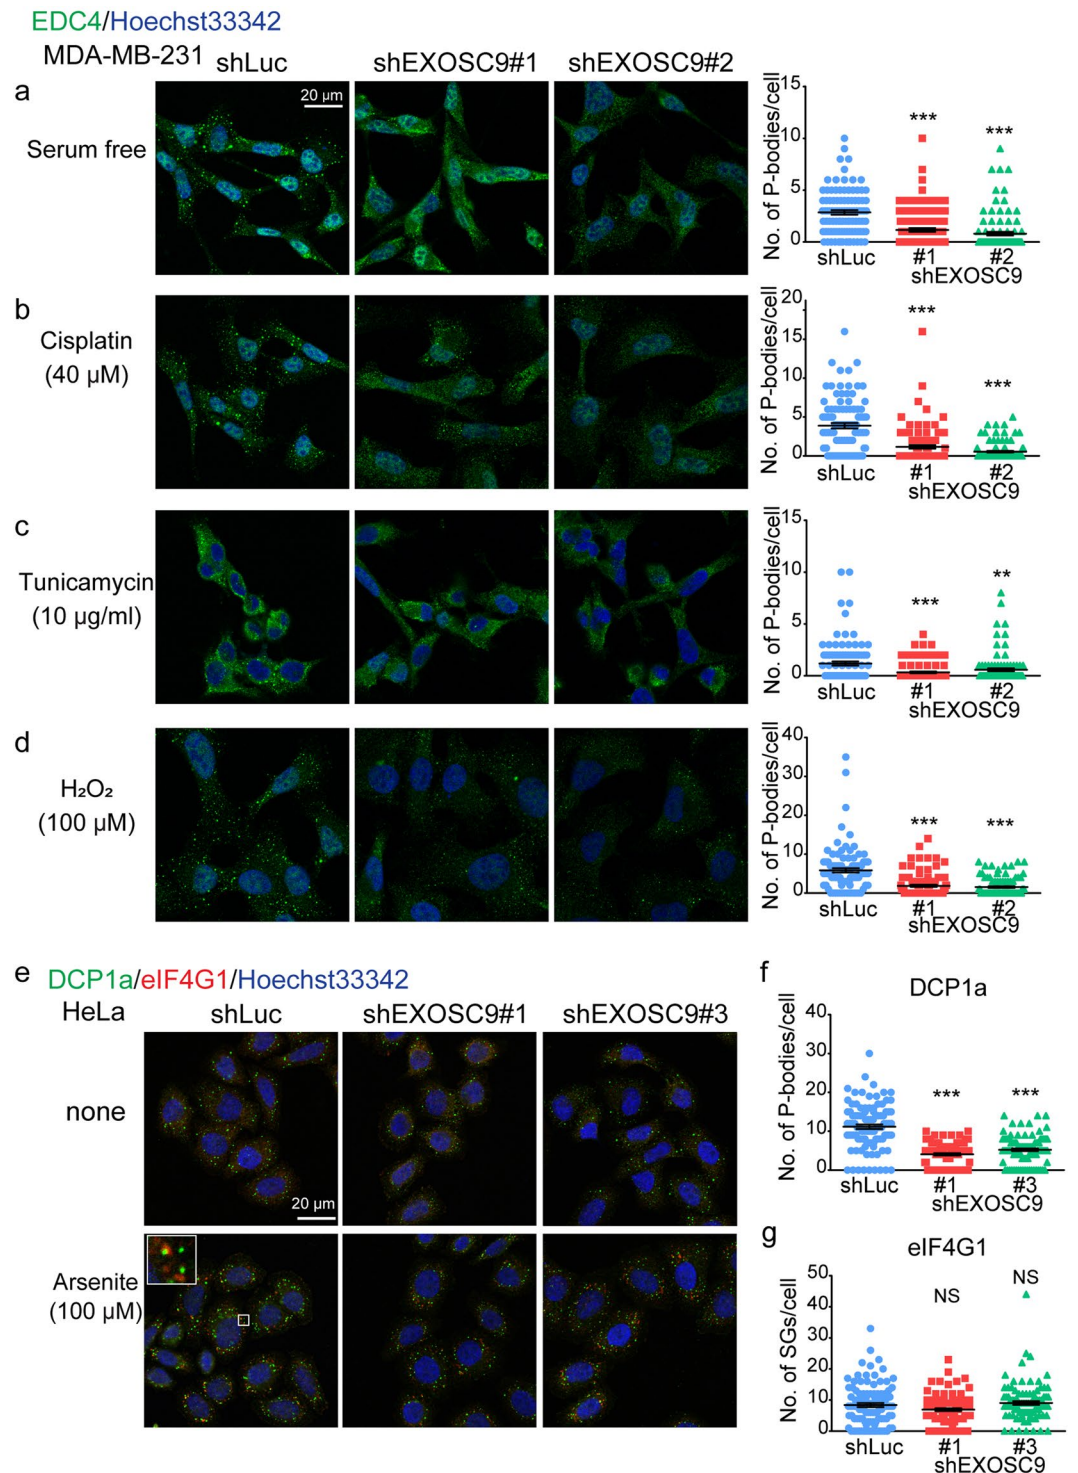 EDC4/Hoechst33342
MDA-MB-231 shLuc shEXOSC9#1 shEXOSC9#2
a
Serum free
20 µm
No. of P-bodies/cell
15
10
5
0
***
***
shLuc #1 #2
shEXOSC9
b
Cisplatin
(40 µM)
No. of P-bodies/cell
20
15
10
5
0
***
***
shLuc #1 #2
shEXOSC9
c
Tunicamycin
(10 µg/ml)
No. of P-bodies/cell
15
10
5
0
***
**
shLuc #1 #2
shEXOSC9
d
H₂O₂
(100 µM)
No. of P-bodies/cell
40
30
20
10
0
***
***
shLuc #1 #2
shEXOSC9
e DCP1a/eIF4G1/Hoechst33342
HeLa shLuc shEXOSC9#1 shEXOSC9#3
none
20 µm
Arsenite
(100 µM)
f
DCP1a
No. of P-bodies/cell
40
30
20
10
0
***
***
shLuc #1 #3
shEXOSC9
g
eIF4G1
No. of SGs/cell
50
40
30
20
10
0
NS
NS
shLuc #1 #3
shEXOSC9